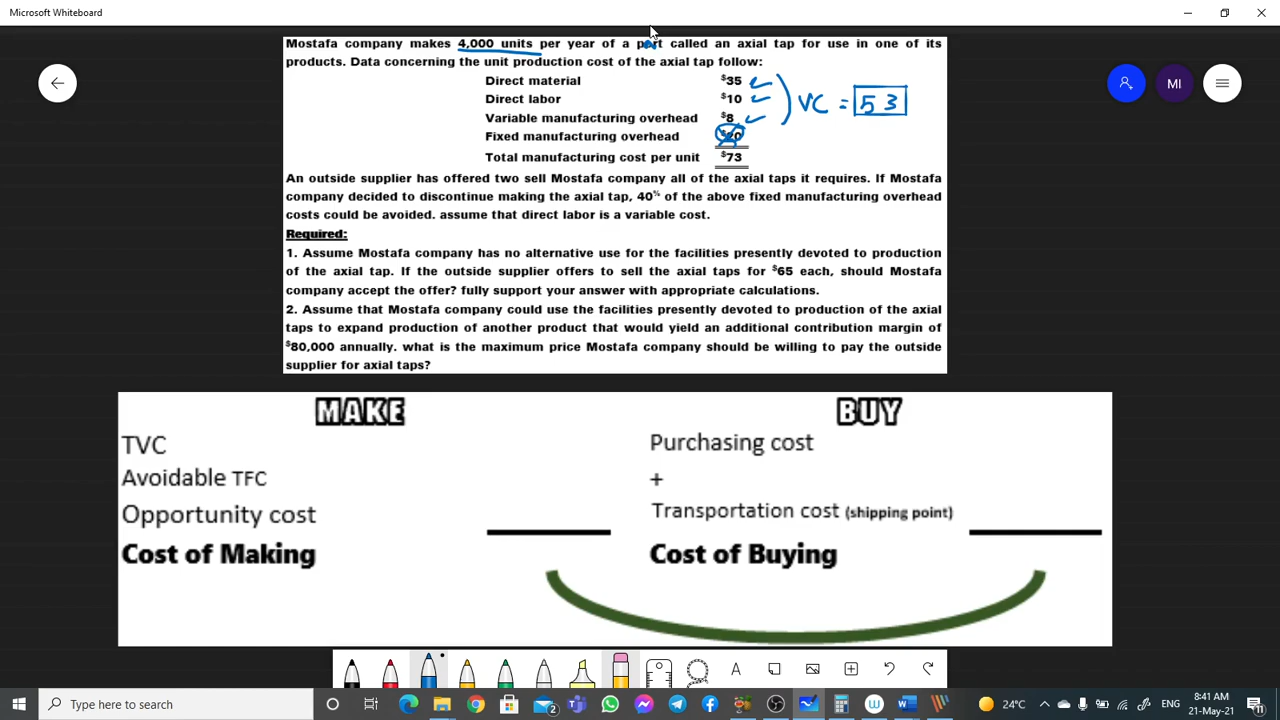 Microsoft Whiteboard
Mostafa company makes 4,000 units per year of a part called an axial tap for use in one of its
products. Data concerning the unit production cost of the axial tap follow:
Direct material $35
Direct labor $10
Variable manufacturing overhead $8
VC = 53
Fixed manufacturing overhead $20
Total manufacturing cost per unit $73
An outside supplier has offered two sell Mostafa company all of the axial taps it requires. If Mostafa
company decided to discontinue making the axial tap, 40% of the above fixed manufacturing overhead
costs could be avoided. assume that direct labor is a variable cost.
Required:
1. Assume Mostafa company has no alternative use for the facilities presently devoted to production
of the axial tap. If the outside supplier offers to sell the axial taps for $65 each, should Mostafa
company accept the offer? fully support your answer with appropriate calculations.
2. Assume that Mostafa company could use the facilities presently devoted to production of the axial
taps to expand production of another product that would yield an additional contribution margin of
$80,000 annually. what is the maximum price Mostafa company should be willing to pay the outside
supplier for axial taps?
MI
MAKE BUY
TVC Purchasing cost
Avoidable TFC +
Opportunity cost Transportation cost (shipping point)
Cost of Making Cost of Buying
A
Type here to search
2
24°C
ENG
8:41 AM
21-May-21